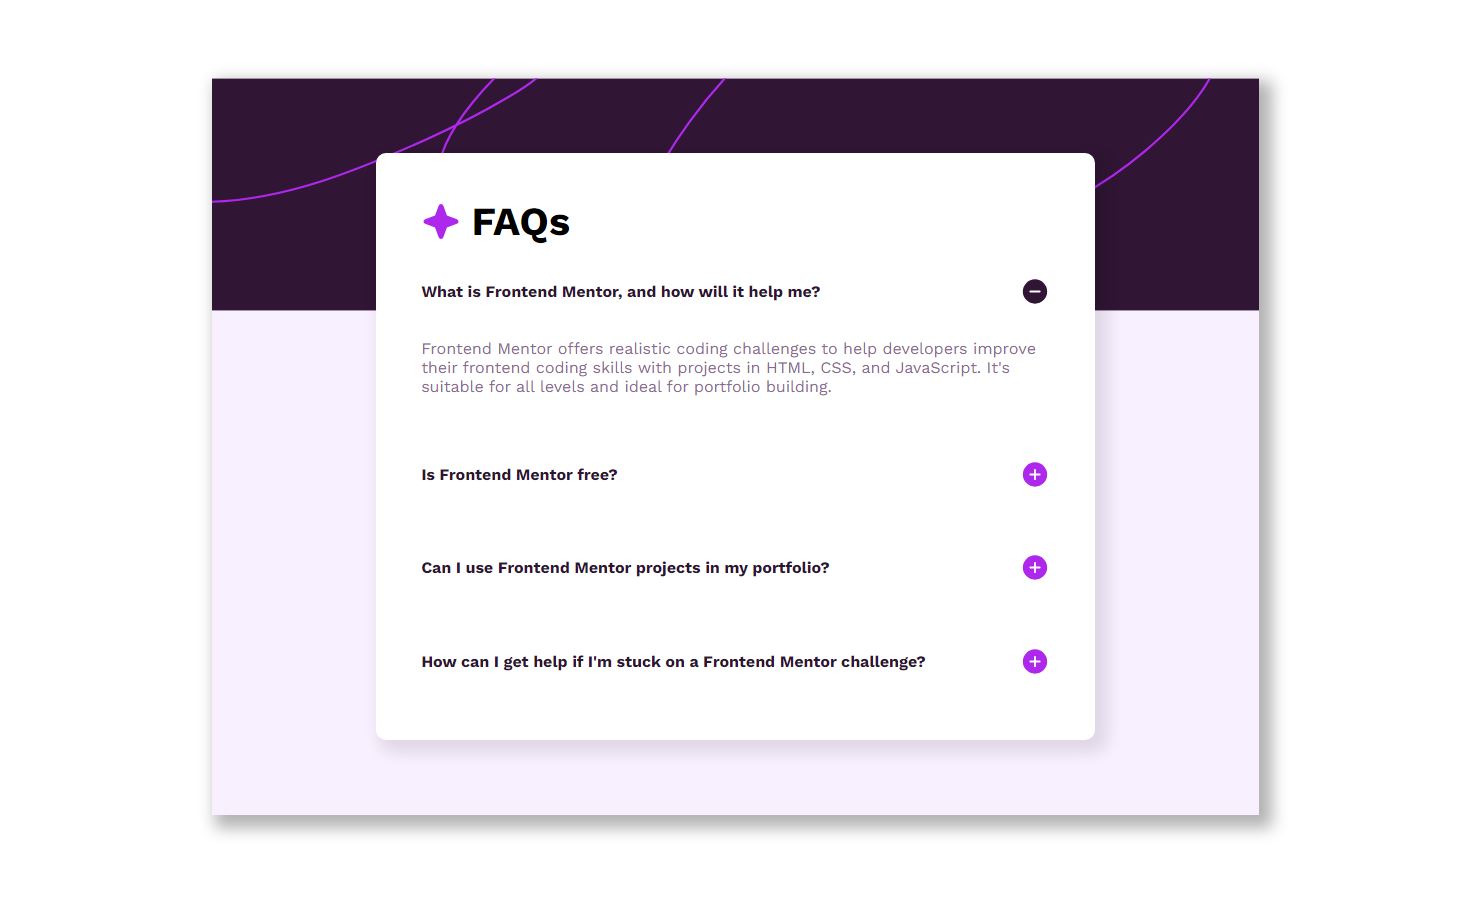 FAQs
What is Frontend Mentor, and how will it help me?
Frontend Mentor offers realistic coding challenges to help developers improve
their frontend coding skills with projects in HTML, CSS, and JavaScript. It's
suitable for all levels and ideal for portfolio building.
Is Frontend Mentor free?
Can I use Frontend Mentor projects in my portfolio?
How can I get help if I'm stuck on a Frontend Mentor challenge?